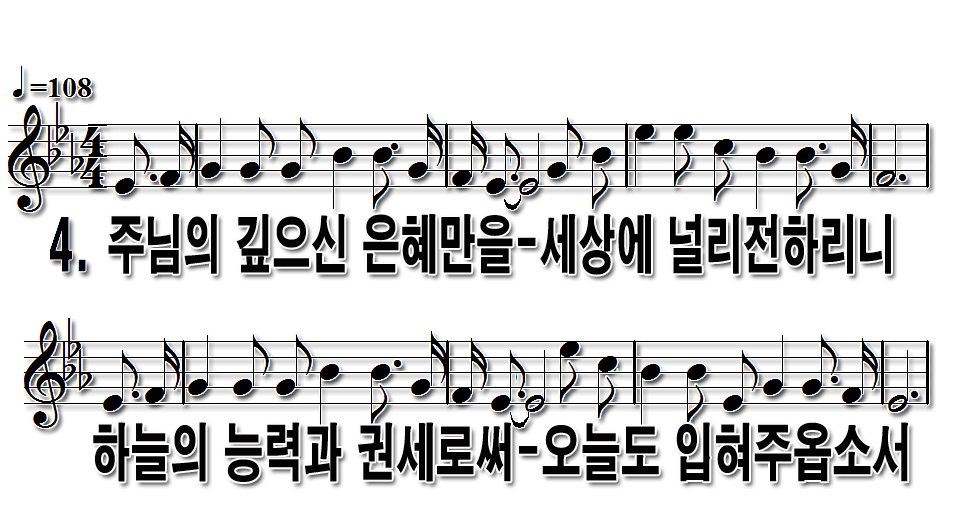 ♩=108
4
4
4. 주님의 깊으신 은혜만을-세상에 널리전하리니
하늘의 능력과 권세로써-오늘도 입혀주옵소서